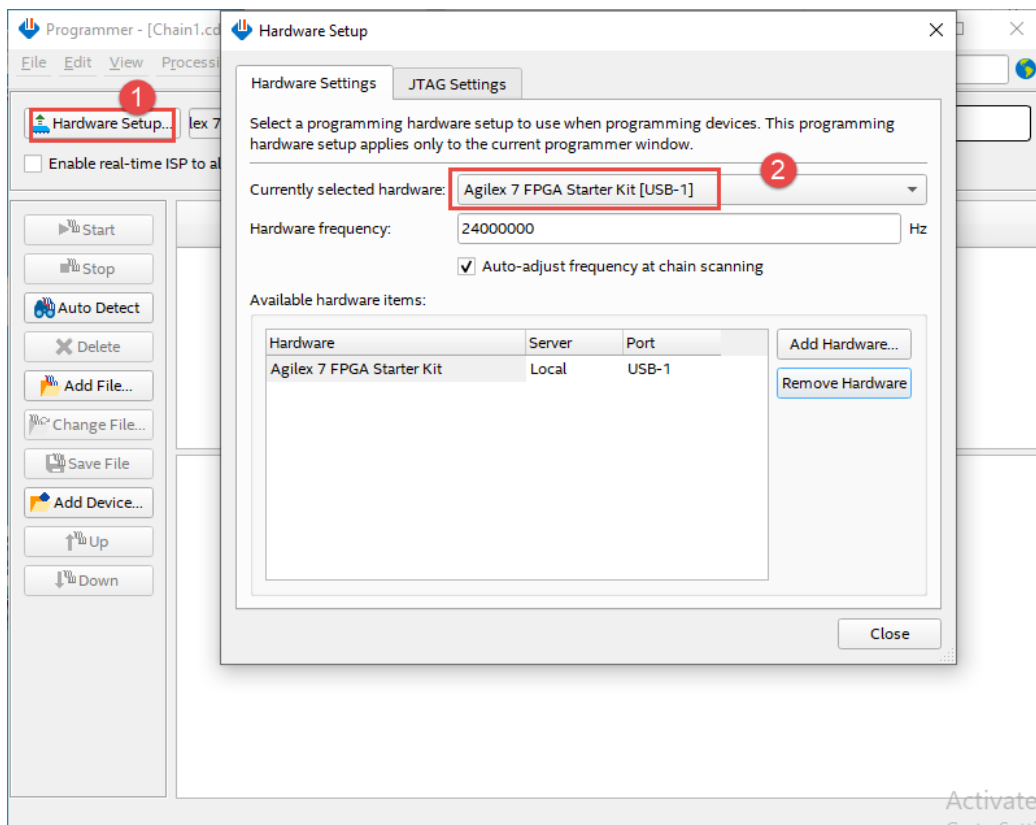 Programmer - [Chain1.cd
Hardware Setup
File Edit View Processi
Hardware Settings
JTAG Settings
1
Hardware Setup...
lex 7
Select a programming hardware setup to use when programming devices. This programming
hardware setup applies only to the current programmer window.
Enable real-time ISP to al
2
Currently selected hardware:
Agilex 7 FPGA Starter Kit [USB-1]
Hardware frequency:
24000000
Hz
Auto-adjust frequency at chain scanning
Available hardware items:
Hardware Server Port
Agilex 7 FPGA Starter Kit Local USB-1
Add Hardware...
Remove Hardware
Close
Start
Stop
Auto Detect
Delete
Add File...
Change File...
Save File
Add Device...
Up
Down
Activate